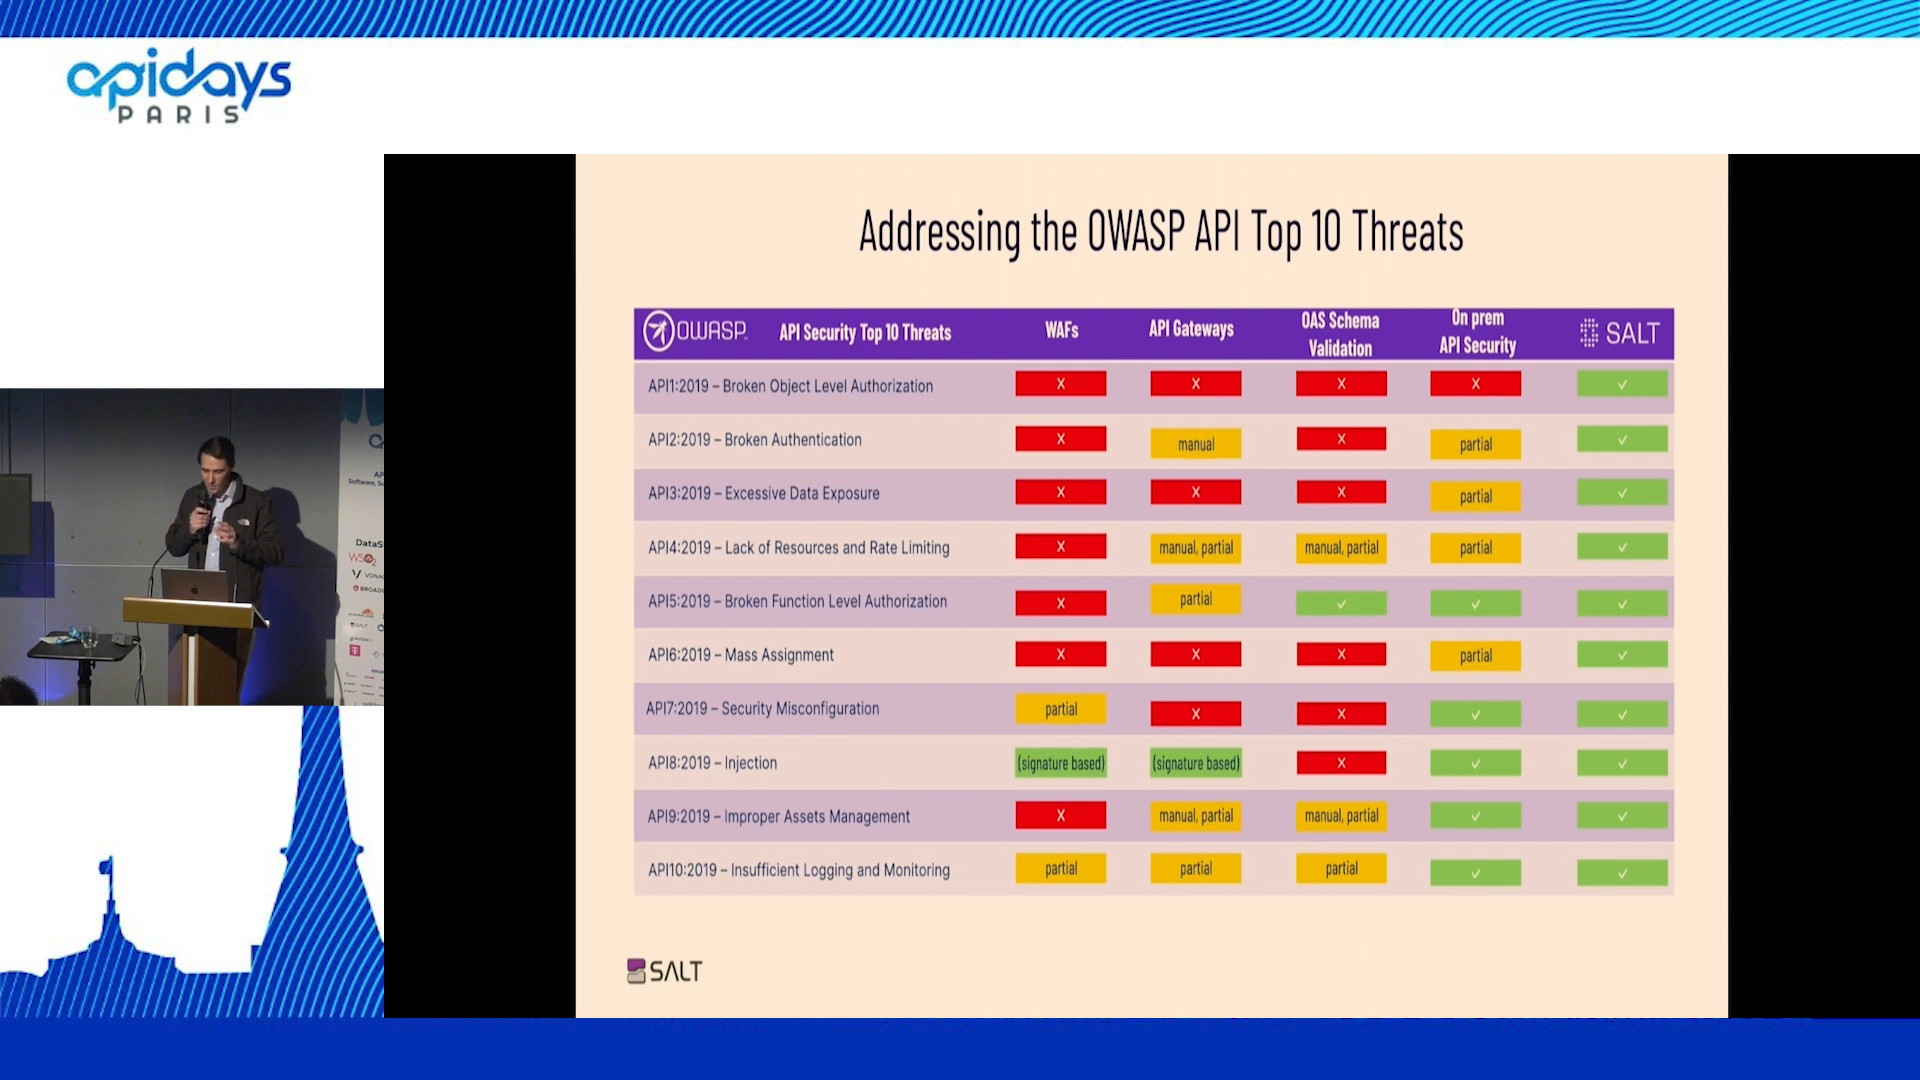 apidays
PARIS
Addressing the OWASP API Top 10 Threats
OWASP API Security Top 10 Threats WAFs API Gateways OAS Schema Validation On prem API Security SALT
API1:2019 – Broken Object Level Authorization X X X X ✓
API2:2019 – Broken Authentication X manual X partial ✓
API3:2019 – Excessive Data Exposure X X X partial ✓
API4:2019 – Lack of Resources and Rate Limiting X manual, partial manual, partial partial ✓
API5:2019 – Broken Function Level Authorization X partial ✓ ✓ ✓
API6:2019 – Mass Assignment X X X partial ✓
API7:2019 – Security Misconfiguration partial X X ✓ ✓
API8:2019 – Injection (signature based) (signature based) X ✓ ✓
API9:2019 – Improper Assets Management X manual, partial manual, partial ✓ ✓
API10:2019 – Insufficient Logging and Monitoring partial partial partial ✓ ✓
SALT
DataS
WSO2
VONA
BROADC
SALT